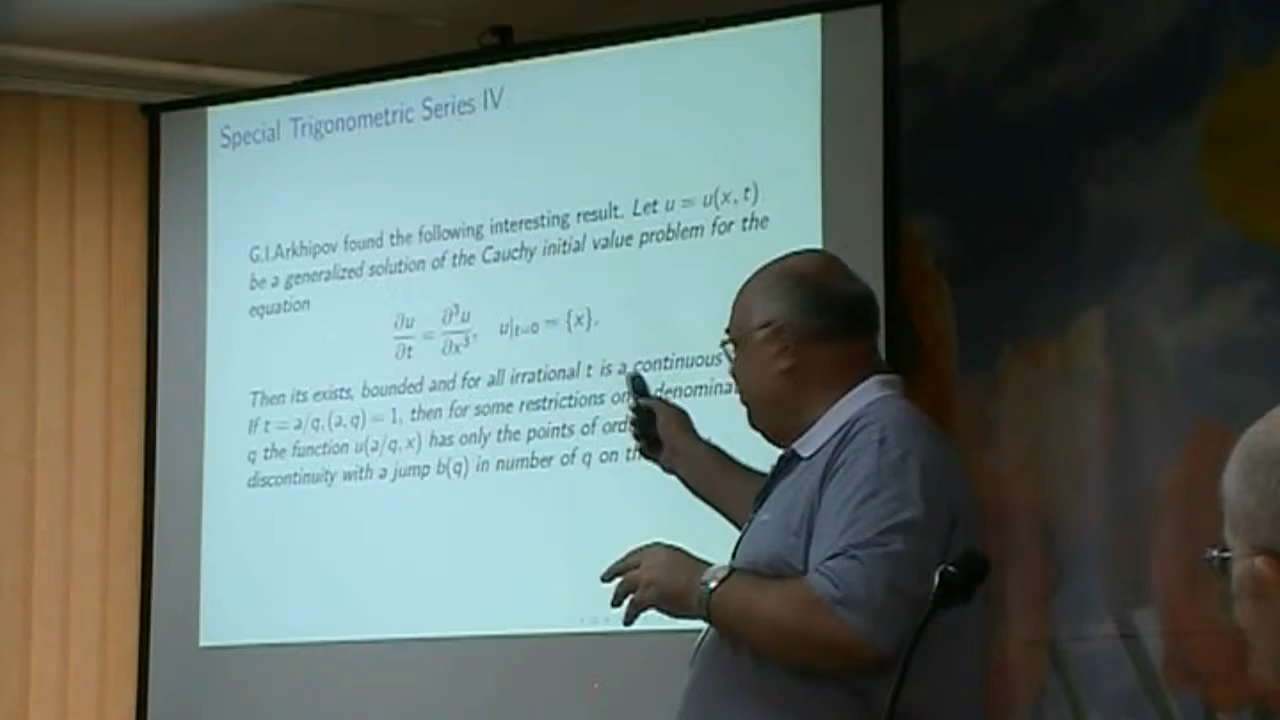 Special Trigonometric Series IV
G.I.Arkhipov found the following interesting result. Let u = u(x, t)
be a generalized solution of the Cauchy initial value problem for the
equation
∂u/∂t = ∂³u/∂x³, u|t=0 = {x}.
Then its exists, bounded and for all irrational t is a continuous
If t = a/q, (a, q) = 1, then for some restrictions on
q the function u(a/q, x) has only the points of
discontinuity with a jump b(q) in number of q on